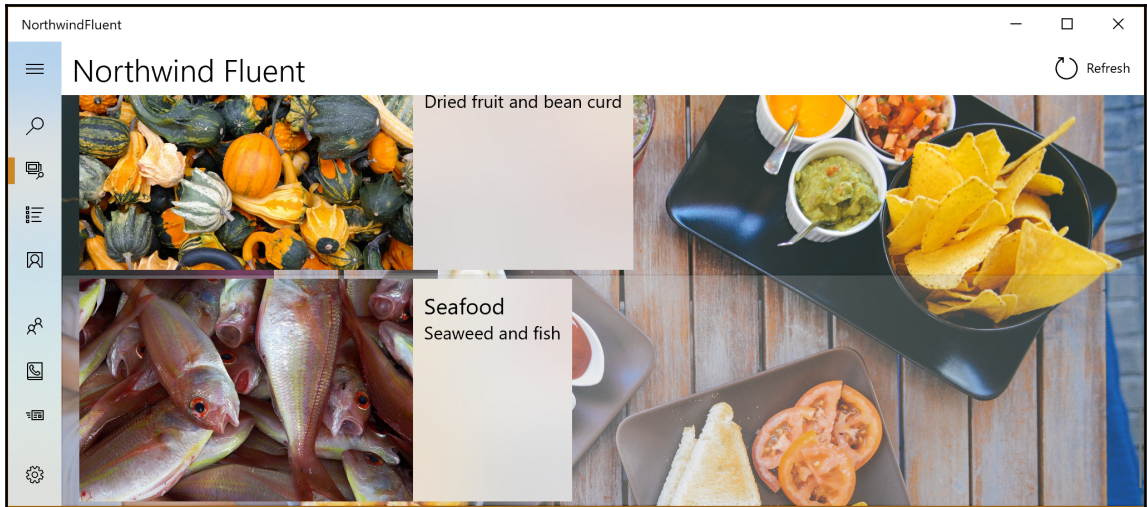 NorthwindFluent
Northwind Fluent
Refresh
Dried fruit and bean curd
Seafood
Seaweed and fish